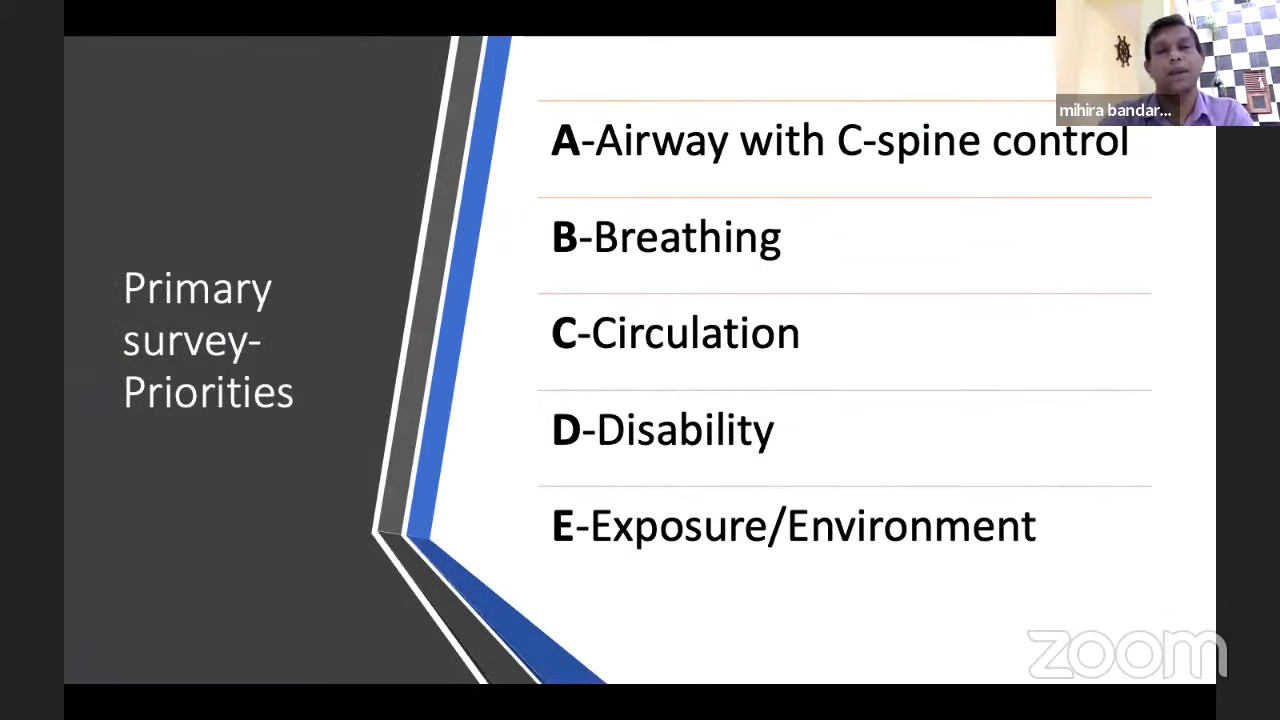 mihira bandar...
Primary
survey-
Priorities
A-Airway with C-spine control
B-Breathing
C-Circulation
D-Disability
E-Exposure/Environment
zoom